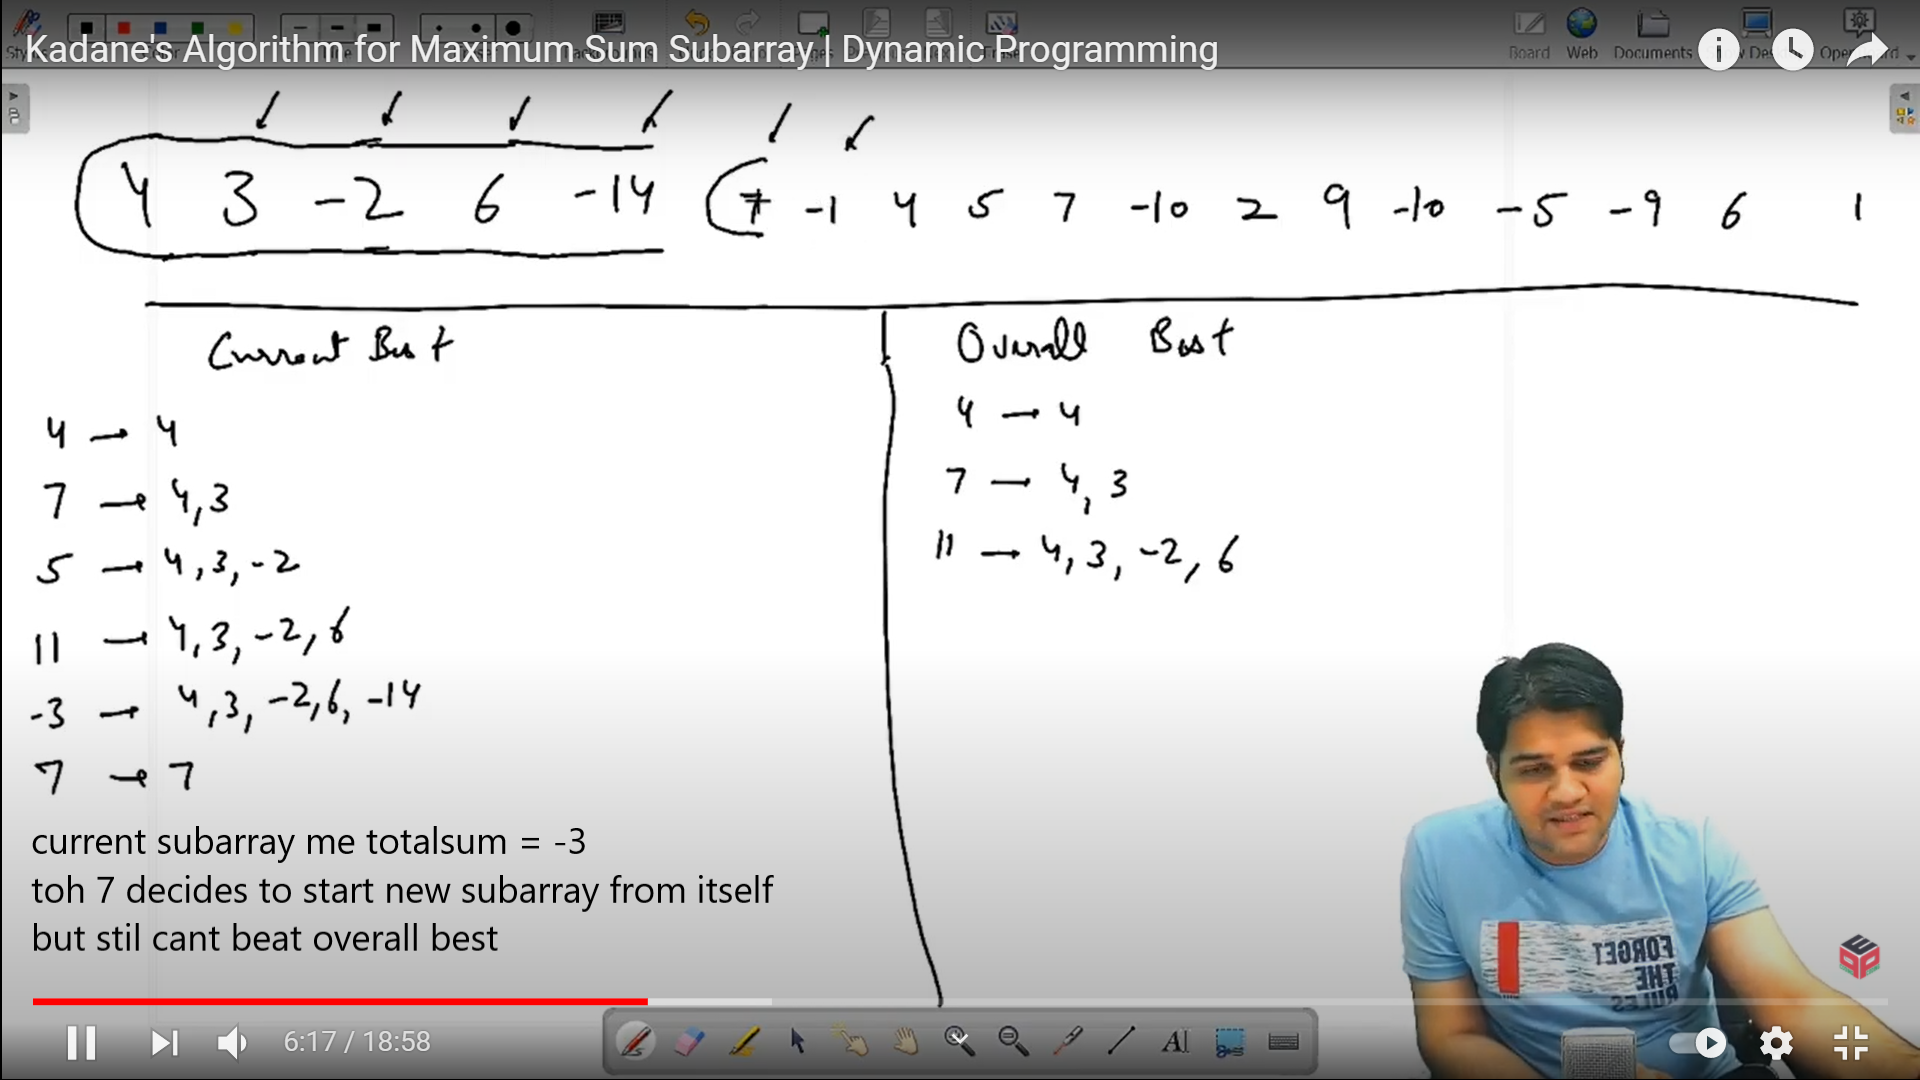 Kadane's Algorithm for Maximum Sum Subarray | Dynamic Programming
Board Web Documents
4 3 -2 6 -14 7 -1 4 5 7 -10 2 9 -10 -5 -9 6 1
Current Best
4 → 4
7 → 4,3
5 → 4,3,-2
11 → 4,3,-2,6
-3 → 4,3,-2,6,-14
7 → 7
current subarray me totalsum = -3
toh 7 decides to start new subarray from itself
but stil cant beat overall best
Overall Best
4 → 4
7 → 4, 3
11 → 4, 3, -2, 6
FORGET
THE
RULES
6:17 / 18:58